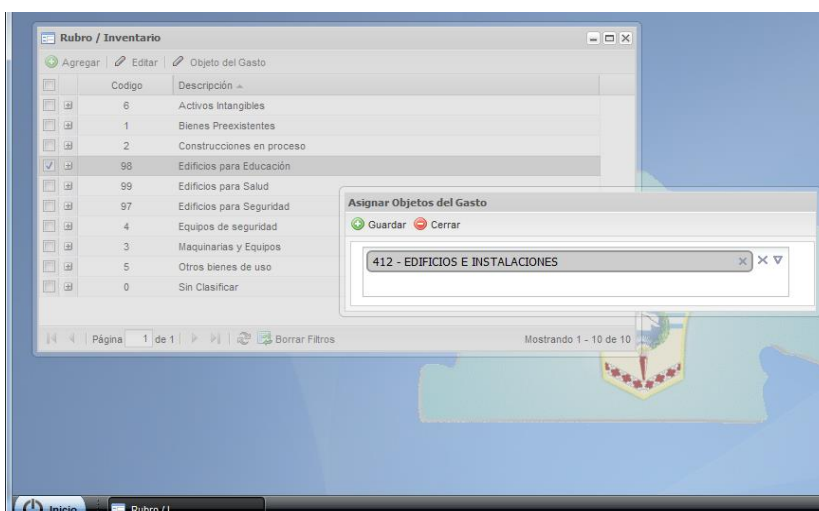 Rubro / Inventario
Agregar Editar Objeto del Gasto
Codigo Descripción
6 Activos Intangibles
1 Bienes Preexistentes
2 Construcciones en proceso
98 Edificios para Educación
99 Edificios para Salud
97 Edificios para Seguridad
4 Equipos de seguridad
3 Maquinarias y Equipos
5 Otros bienes de uso
0 Sin Clasificar
Asignar Objetos del Gasto
Guardar Cerrar
412 - EDIFICIOS E INSTALACIONES
Página 1 de 1 Borrar Filtros Mostrando 1 - 10 de 10
Inicio Rubro / I